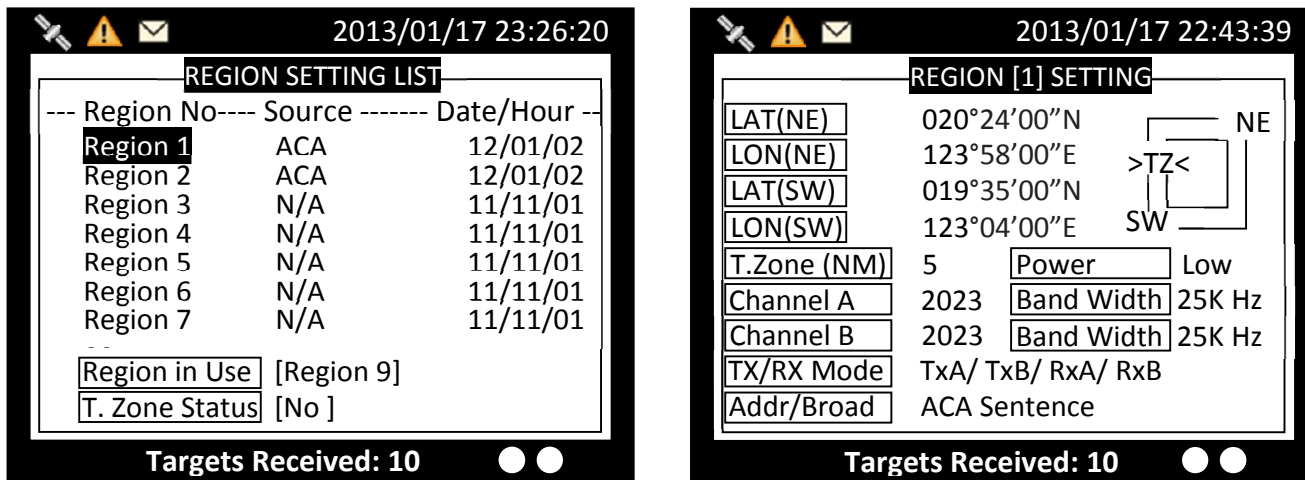 2013/01/17 23:26:20
REGION SETTING LIST
--- Region No---- Source ------- Date/Hour --
Region 1 ACA 12/01/02
Region 2 ACA 12/01/02
Region 3 N/A 11/11/01
Region 4 N/A 11/11/01
Region 5 N/A 11/11/01
Region 6 N/A 11/11/01
Region 7 N/A 11/11/01
Region in Use [Region 9]
T. Zone Status [No ]
Targets Received: 10
2013/01/17 22:43:39
REGION [1] SETTING
LAT(NE) 020°24’00”N NE
LON(NE) 123°58’00”E >TZ<
LAT(SW) 019°35’00”N
LON(SW) 123°04’00”E SW
T.Zone (NM) 5 Power Low
Channel A 2023 Band Width 25K Hz
Channel B 2023 Band Width 25K Hz
TX/RX Mode TxA/ TxB/ RxA/ RxB
Addr/Broad ACA Sentence
Targets Received: 10